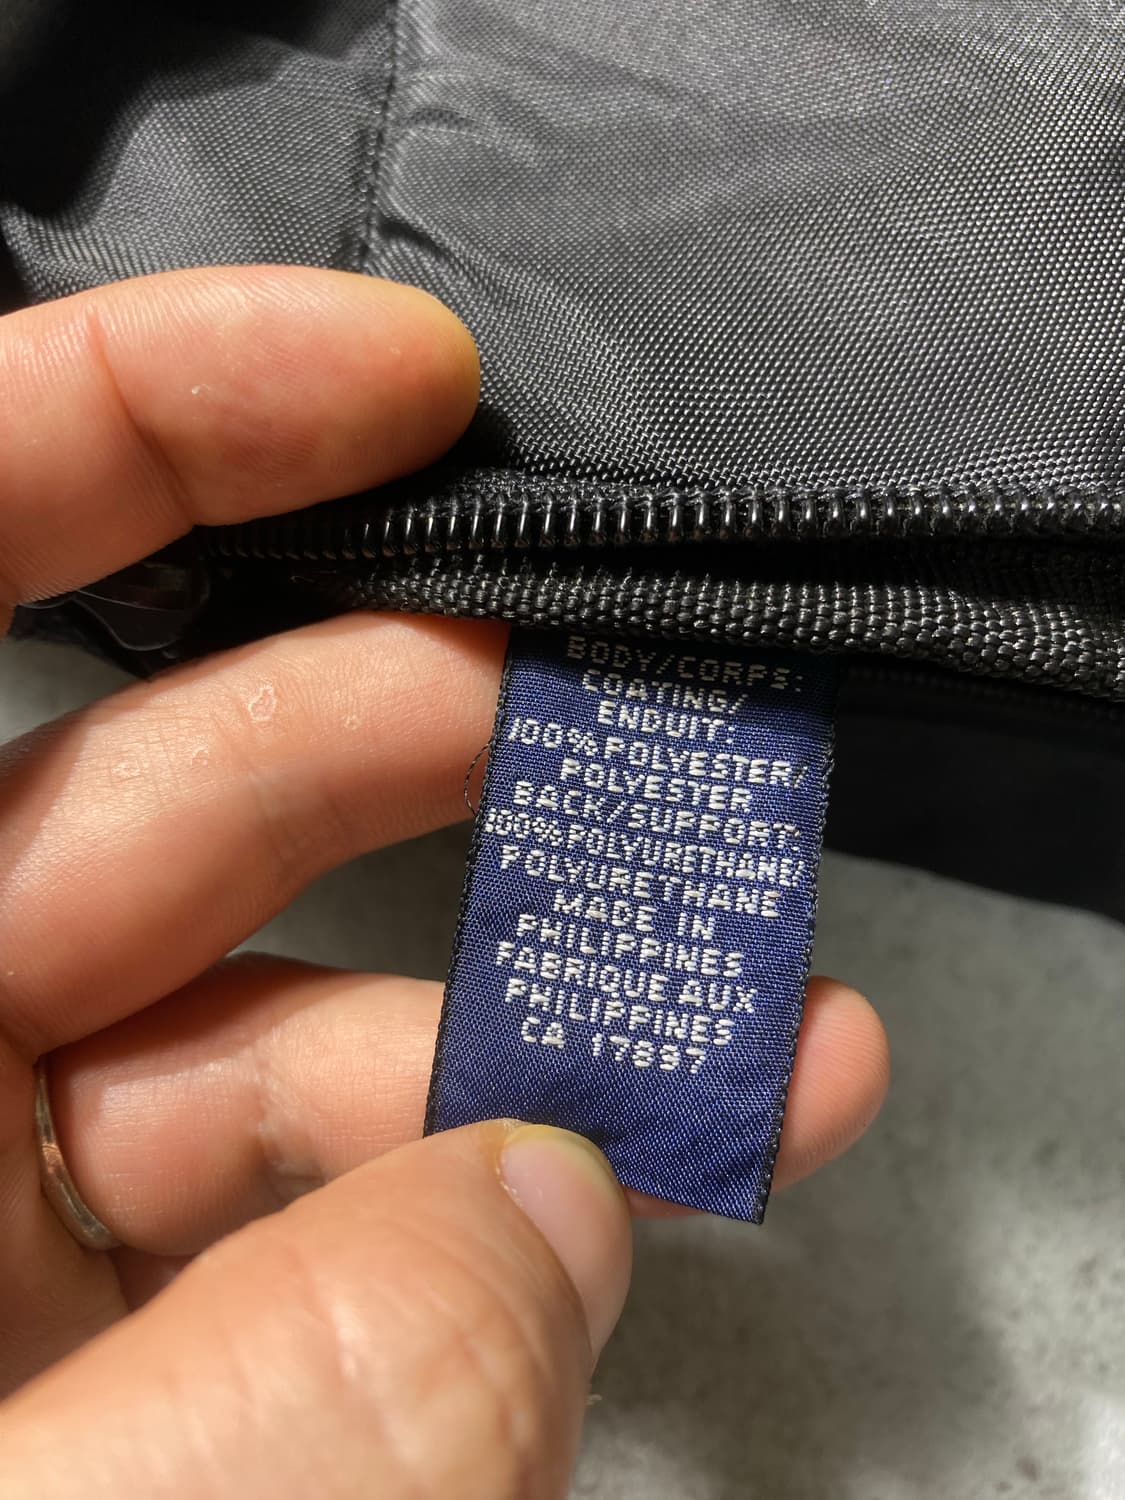 BODY/CORPS:
COATING/
ENDUIT:
100% POLYESTER/
POLYESTER
BACK/SUPPORT:
100% POLYURETHANE/
POLYURETHANE
MADE IN
PHILIPPINES
FABRIQUE AUX
PHILIPPINES
CA 17897